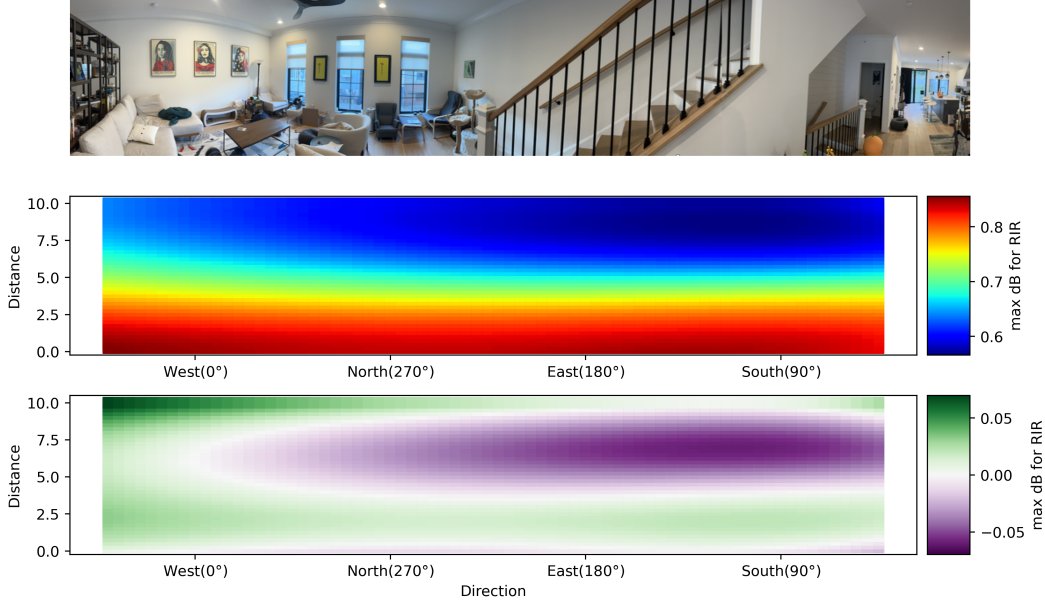 10.0
7.5
5.0
2.5
0.0
Distance
West(0°) North(270°) East(180°) South(90°)
0.8
0.7
0.6
max dB for RIR
10.0
7.5
5.0
2.5
0.0
Distance
West(0°) North(270°) East(180°) South(90°)
Direction
0.05
0.00
−0.05
max dB for RIR